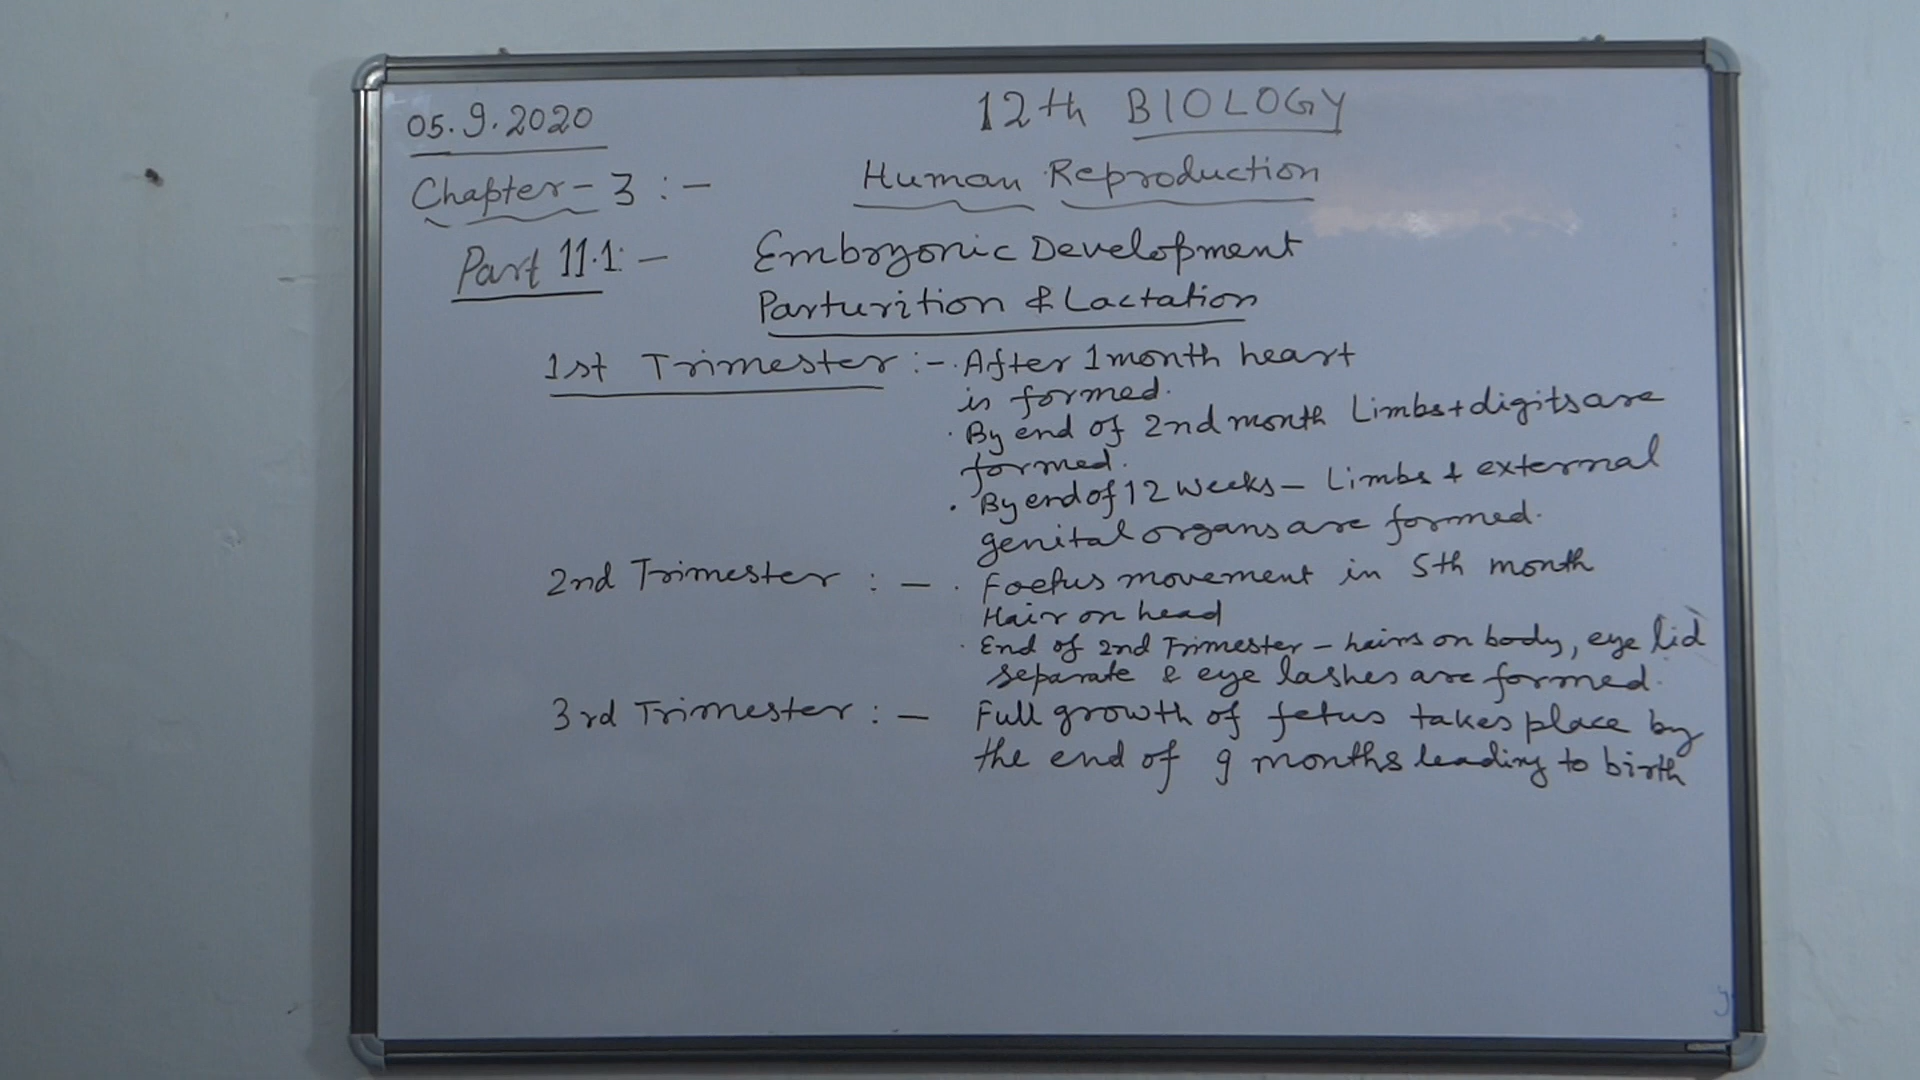 05.9.2020
12th BIOLOGY
Chapter-3 :- Human Reproduction
Part 11.1:- Embryonic Development
Parturition & Lactation
1st Trimester :- · After 1 month heart
is formed.
· By end of 2nd month Limbs + digits are
formed.
· By end of 12 weeks - Limbs & external
genital organs are formed.
2nd Trimester :- · Foetus movement in 5th month
Hair on head
· End of 2nd Trimester - hairs on body, eye lid
separate & eye lashes are formed.
3rd Trimester :- Full growth of fetus takes place by
the end of 9 months leading to birth